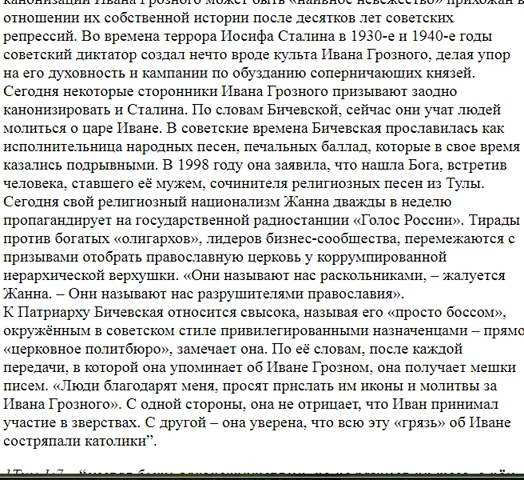 канонизации Ивана Грозного может быть «наивное невежество» прихожан в
отношении их собственной истории после десятков лет советских
репрессий. Во времена террора Иосифа Сталина в 1930-е и 1940-е годы
советский диктатор создал нечто вроде культа Ивана Грозного, делая упор
на его духовность и кампании по обузданию соперничающих князей.
Сегодня некоторые сторонники Ивана Грозного призывают заодно
канонизировать и Сталина. По словам Бичевской, сейчас они учат людей
молиться о царе Иване. В советские времена Бичевская прославилась как
исполнительница народных песен, печальных баллад, которые в свое время
казались подрывными. В 1998 году она заявила, что нашла Бога, встретив
человека, ставшего её мужем, сочинителя религиозных песен из Тулы.
Сегодня свой религиозный национализм Жанна дважды в неделю
пропагандирует на государственной радиостанции «Голос России». Тирады
против богатых «олигархов», лидеров бизнес-сообщества, перемежаются с
призывами отобрать православную церковь у коррумпированной
иерархической верхушки. «Они называют нас раскольниками, – жалуется
Жанна. – Они называют нас разрушителями православия».
К Патриарху Бичевская относится свысока, называя его «просто боссом»,
окружённым в советском стиле привилегированными назначенцами – прямо
«церковное политбюро», замечает она. По её словам, после каждой
передачи, в которой она упоминает об Иване Грозном, она получает мешки
писем. «Люди благодарят меня, просят прислать им иконы и молитвы за
Ивана Грозного». С одной стороны, она не отрицает, что Иван принимал
участие в зверствах. С другой – она уверена, что всю эту «грязь» об Иване
состряпали католики”.